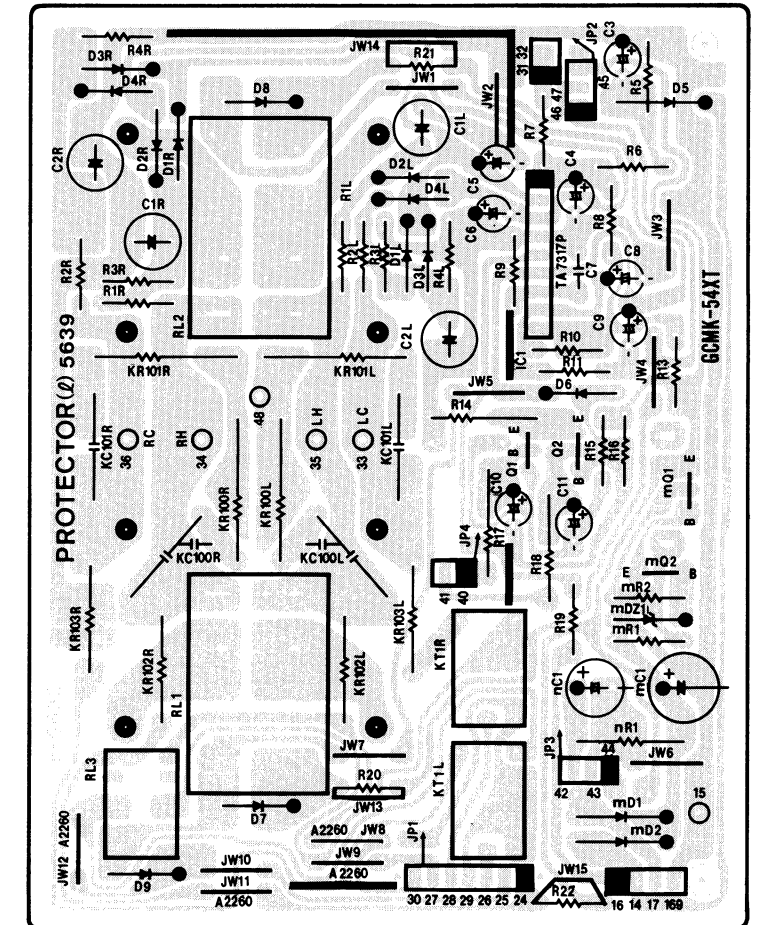 R4R
D3R
D4R
D8
JW14
R21
JW1
JW2
31 32
JP2
C3
46 47
45
R5
D5
R7
C2R
D2R
D1R
C1L
D2L
R1L
D4L
C5
C4
R6
C1R
C6
R8
JW3
R2R
R3R
R1R
R2L
R3L
D1L
D3L
R4L
R9
TA7317P
C7
C8
RL2
C2L
C9
GCMK-54XT
PROTECTOR(ℓ) 5639
KR101R
KR101L
IC1
R10
R11
JW4
R13
JW5
D6
48
R14
KC101R
36
RC
RH
34
LH
35
LC
33
KC101L
E
Q1 B
E
Q2
B
R15
R16
mQ1
E
B
KR100R
KR100L
C10
C11
R17
JP4
KC100R
KC100L
R18
41
40
mQ2
E
B
mR2
mDZ1
mR1
KR103R
KR102R
KR102L
KR103L
KT1R
R19
RL1
nC1
mC1
RL3
JW7
KT1L
nR1
JP3
44
JW6
R20
JW13
42
43
15
D7
mD1
mD2
JW12 A2260
A2260
JW8
JP1
JW9
D9
JW10
JW11
A2260
A2260
JW15
R22
30 27 28 29 26 25 24
16 14 17 169